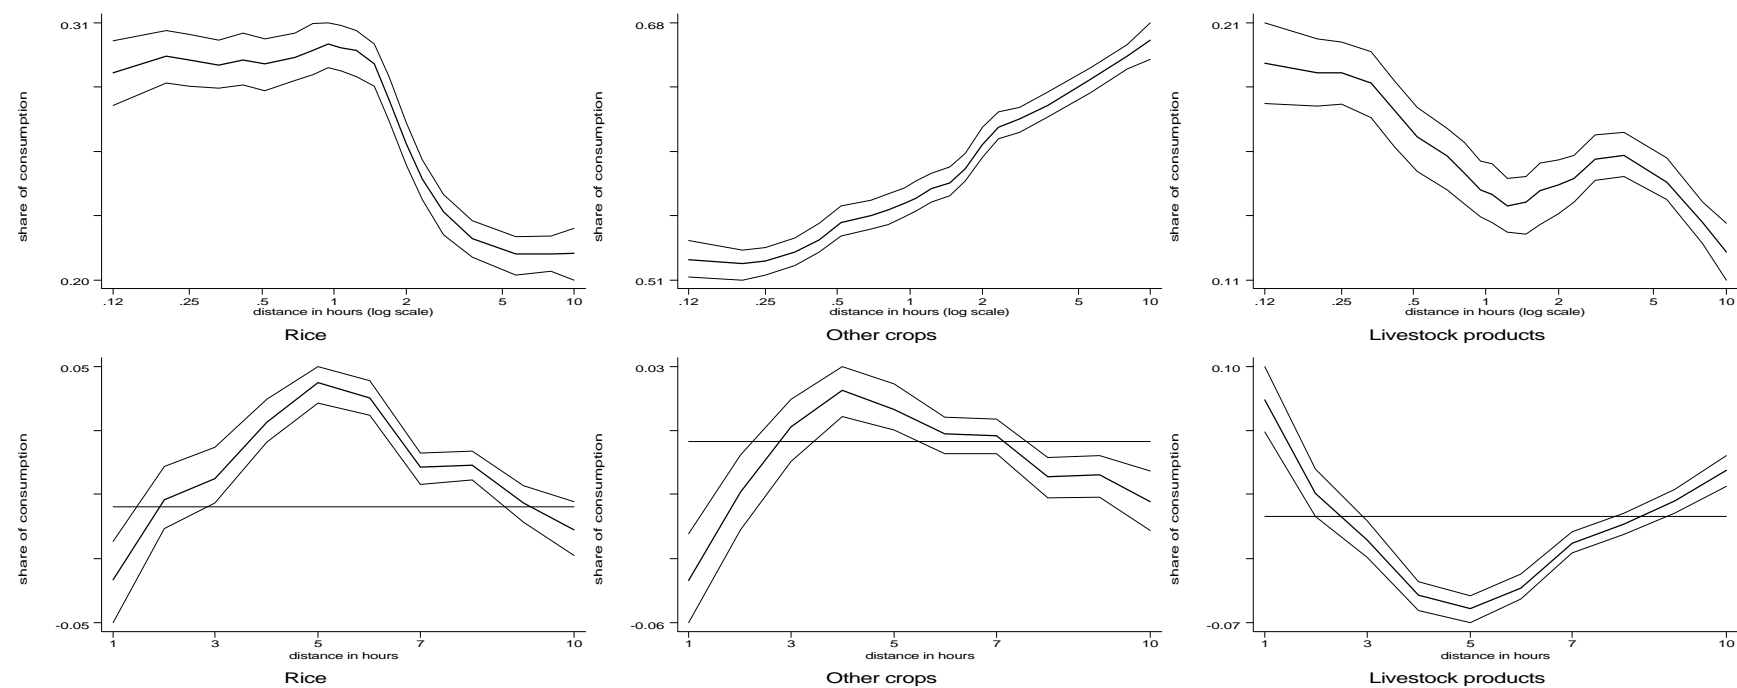 share of consumption
0.31
0.20
.12 .25 .5 1 2 5 10
distance in hours (log scale)
Rice
share of consumption
0.68
0.51
.12 .25 .5 1 2 5 10
distance in hours (log scale)
Other crops
share of consumption
0.21
0.11
.12 .25 .5 1 2 5 10
distance in hours (log scale)
Livestock products
share of consumption
0.05
-0.05
1 3 5 7 10
distance in hours
Rice
share of consumption
0.03
-0.06
1 3 5 7 10
distance in hours
Other crops
share of consumption
0.10
-0.07
1 3 5 7 10
distance in hours
Livestock products